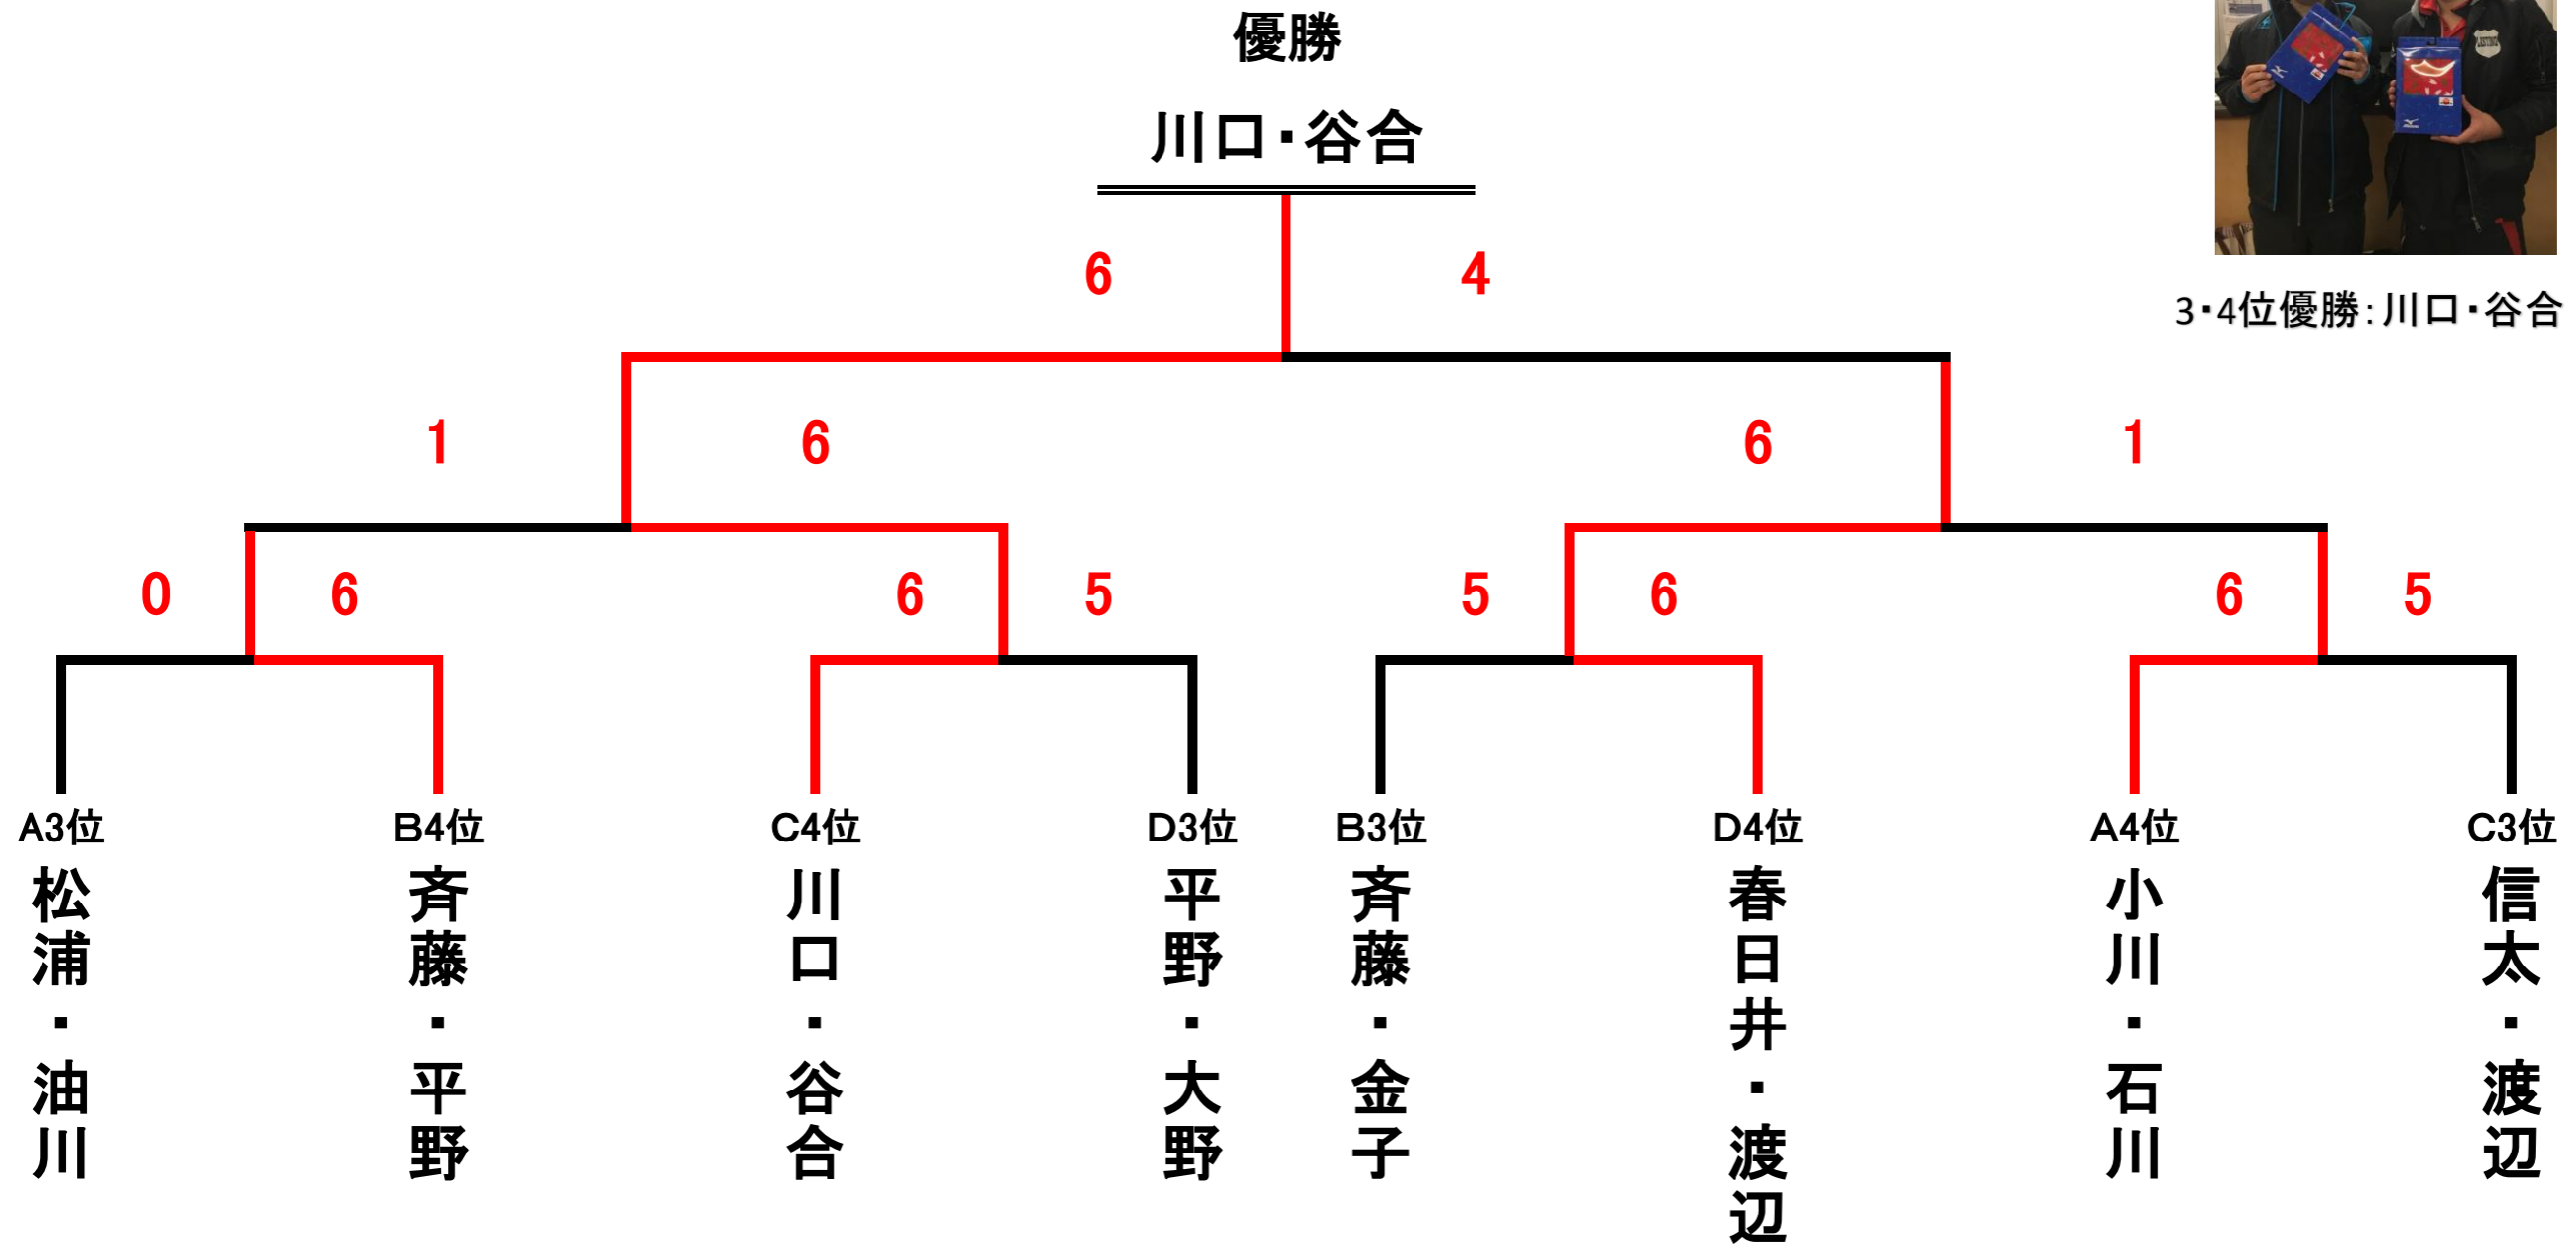 優勝
川口・谷合
3・4位優勝：川口・谷合
6 4
1 6 6 1
0 6 6 5 5 6 6 5
A3位 B4位 C4位 D3位 B3位 D4位 A4位 C3位
松浦・油川
斉藤・平野
川口・谷合
平野・大野
斉藤・金子
春日井・渡辺
小川・石川
信太・渡辺